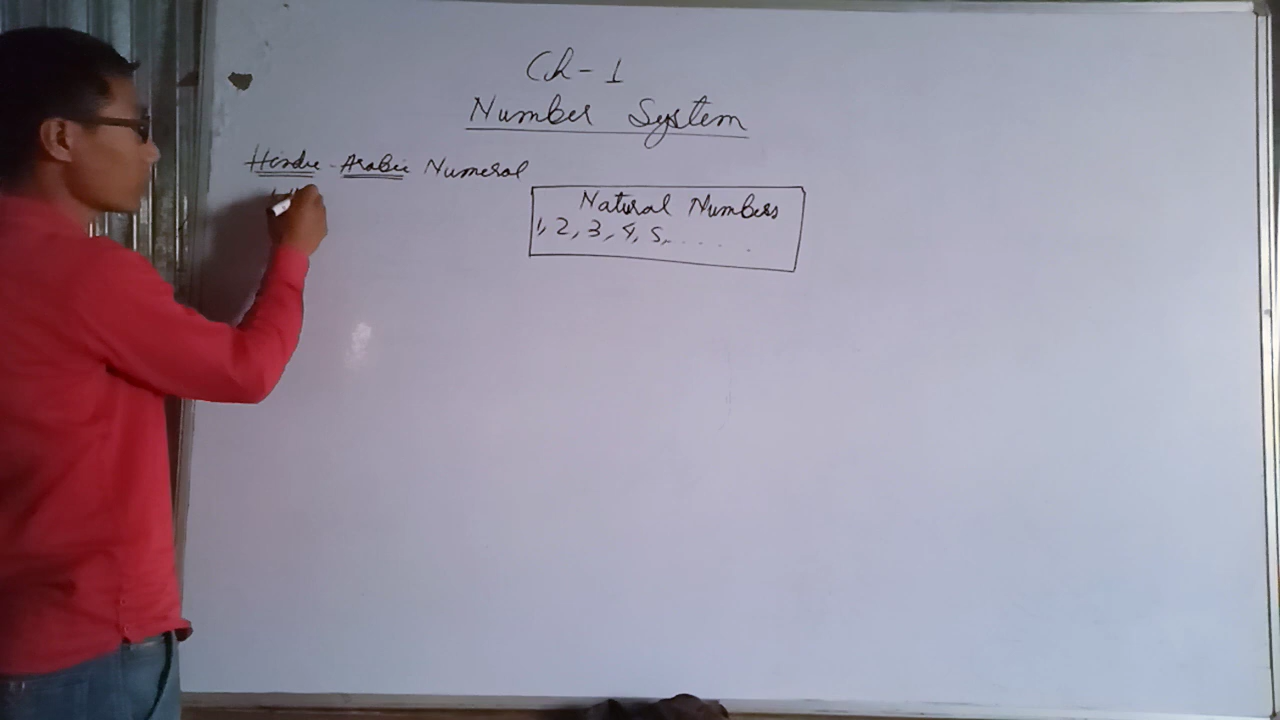 Ch-1
Number System
Hindu-Arabic Numeral
Natural Numbers
1, 2, 3, 4, 5, . . . . .